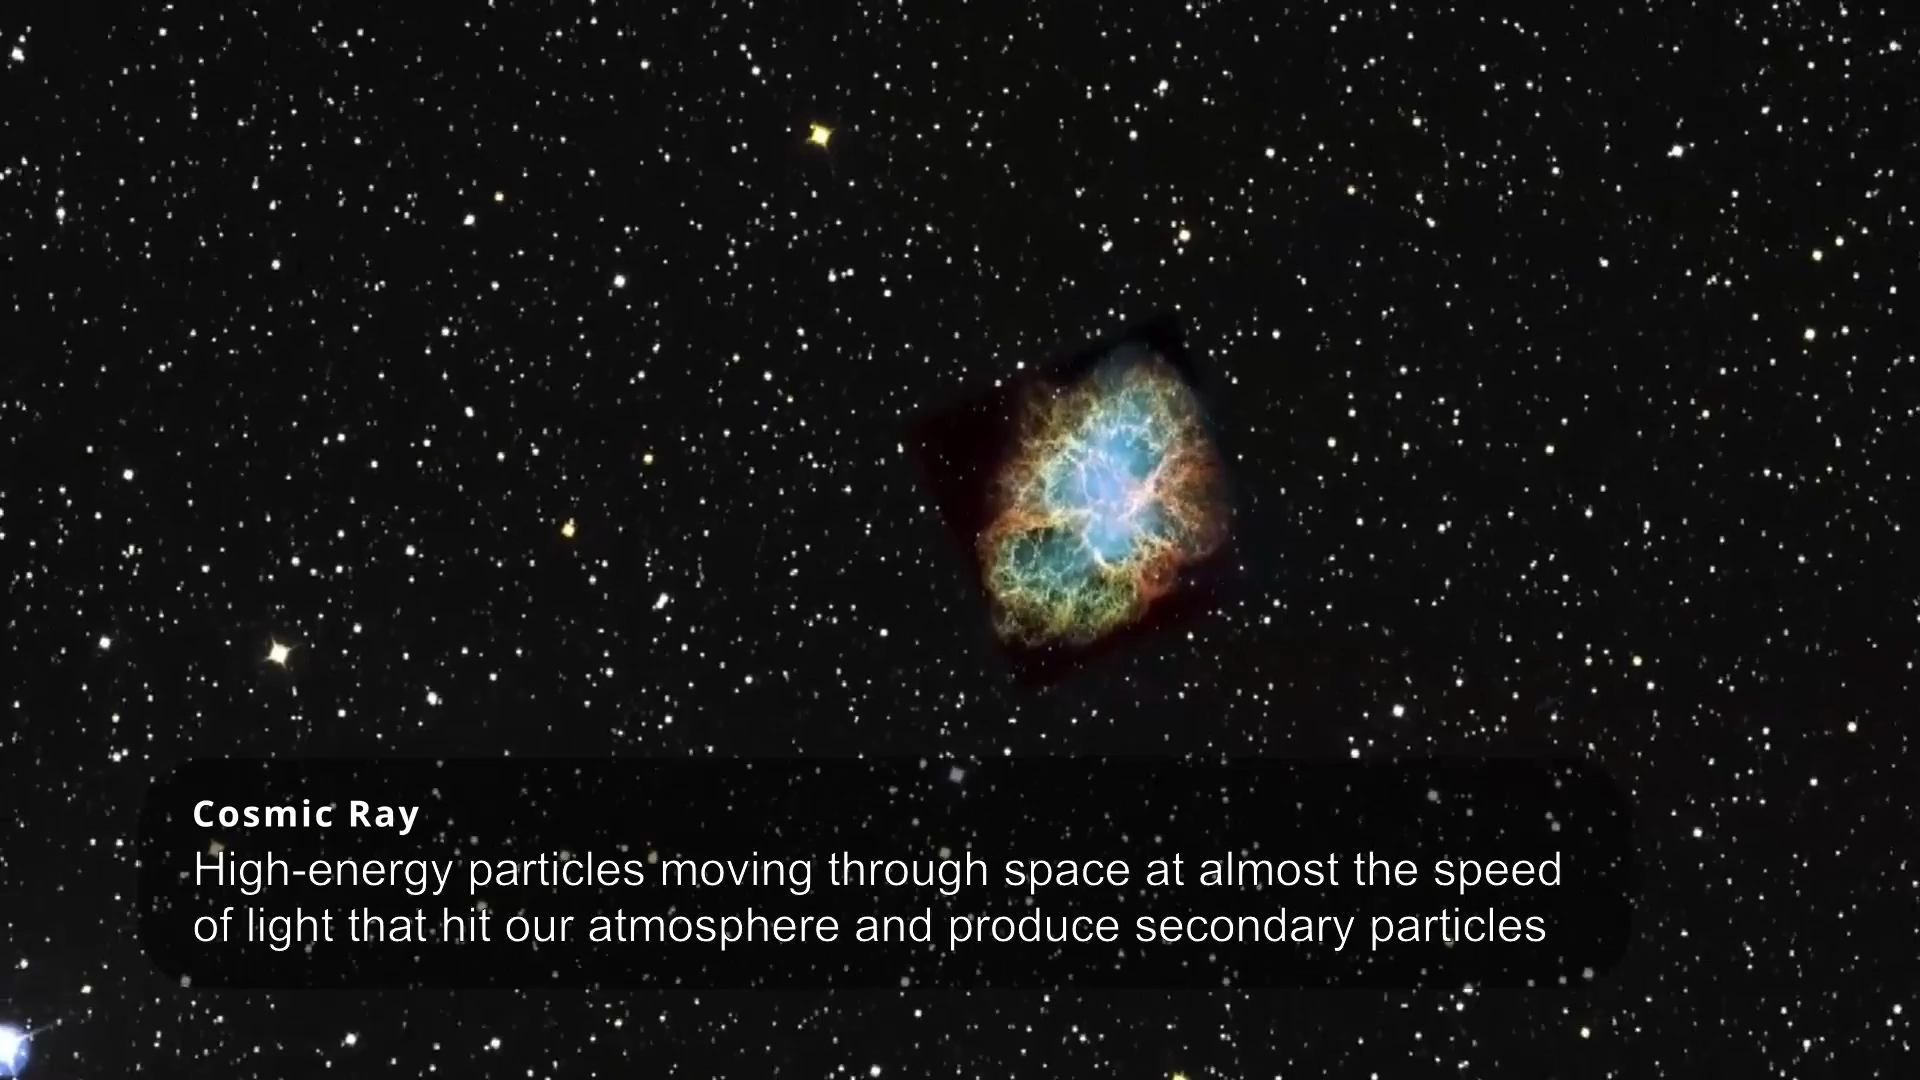 Cosmic Ray
High-energy particles moving through space at almost the speed
of light that hit our atmosphere and produce secondary particles